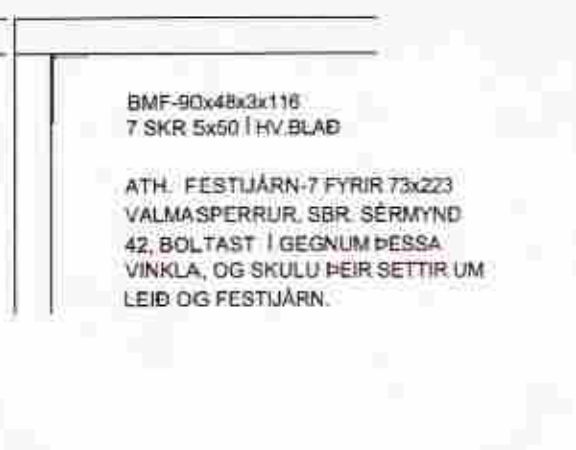 BMF-90x48x3x116
7 SKR 5x50 Í HV.BLAÐ
ATH. FESTIJÁRN-7 FYRIR 73x223
VALMASPERRUR, SBR. SÉRMYND
42, BOLTAST Í GEGNUM ÞESSA
VINKLA, OG SKULU ÞEIR SETTIR UM
LEIÐ OG FESTIJÁRN.